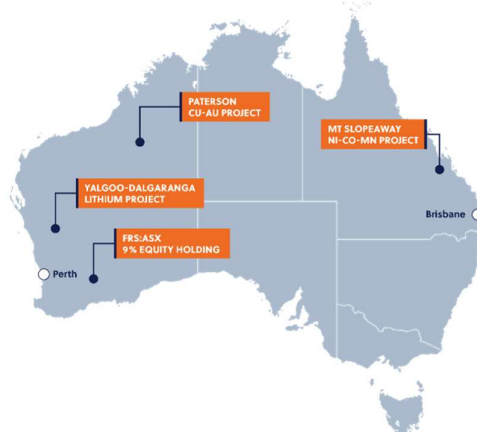 PATERSON
CU-AU PROJECT
MT SLOPEAWAY
NI-CO-MN PROJECT
YALGOO-DALGARANGA
LITHIUM PROJECT
Brisbane
FRS:ASX
9% EQUITY HOLDING
Perth